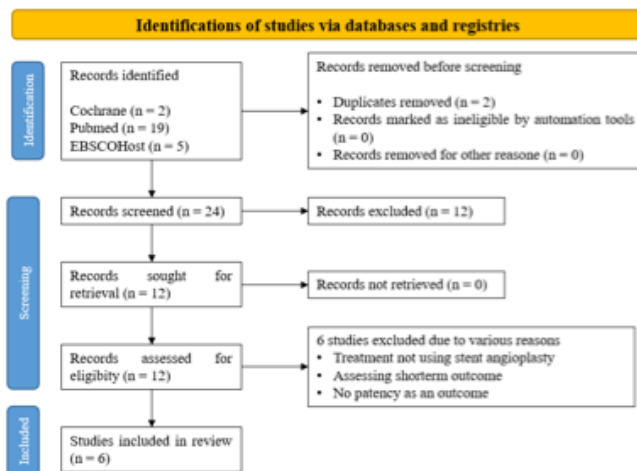 Identifications of studies via databases and registries
Identification
Records identified
Cochrane (n = 2)
Pubmed (n = 19)
EBSCOHost (n = 5)
Records removed before screening
• Duplicates removed (n = 2)
• Records marked as ineligible by automation tools
(n = 0)
• Records removed for other reasone (n = 0)
Screening
Records screened (n = 24)
Records excluded (n = 12)
Records sought for
retrieval (n = 12)
Records not retrieved (n = 0)
Records assessed for
eligibity (n = 12)
6 studies excluded due to various reasons
• Treatment not using stent angioplasty
• Assessing shorterm outcome
• No patency as an outcome
Included
Studies included in review
(n = 6)